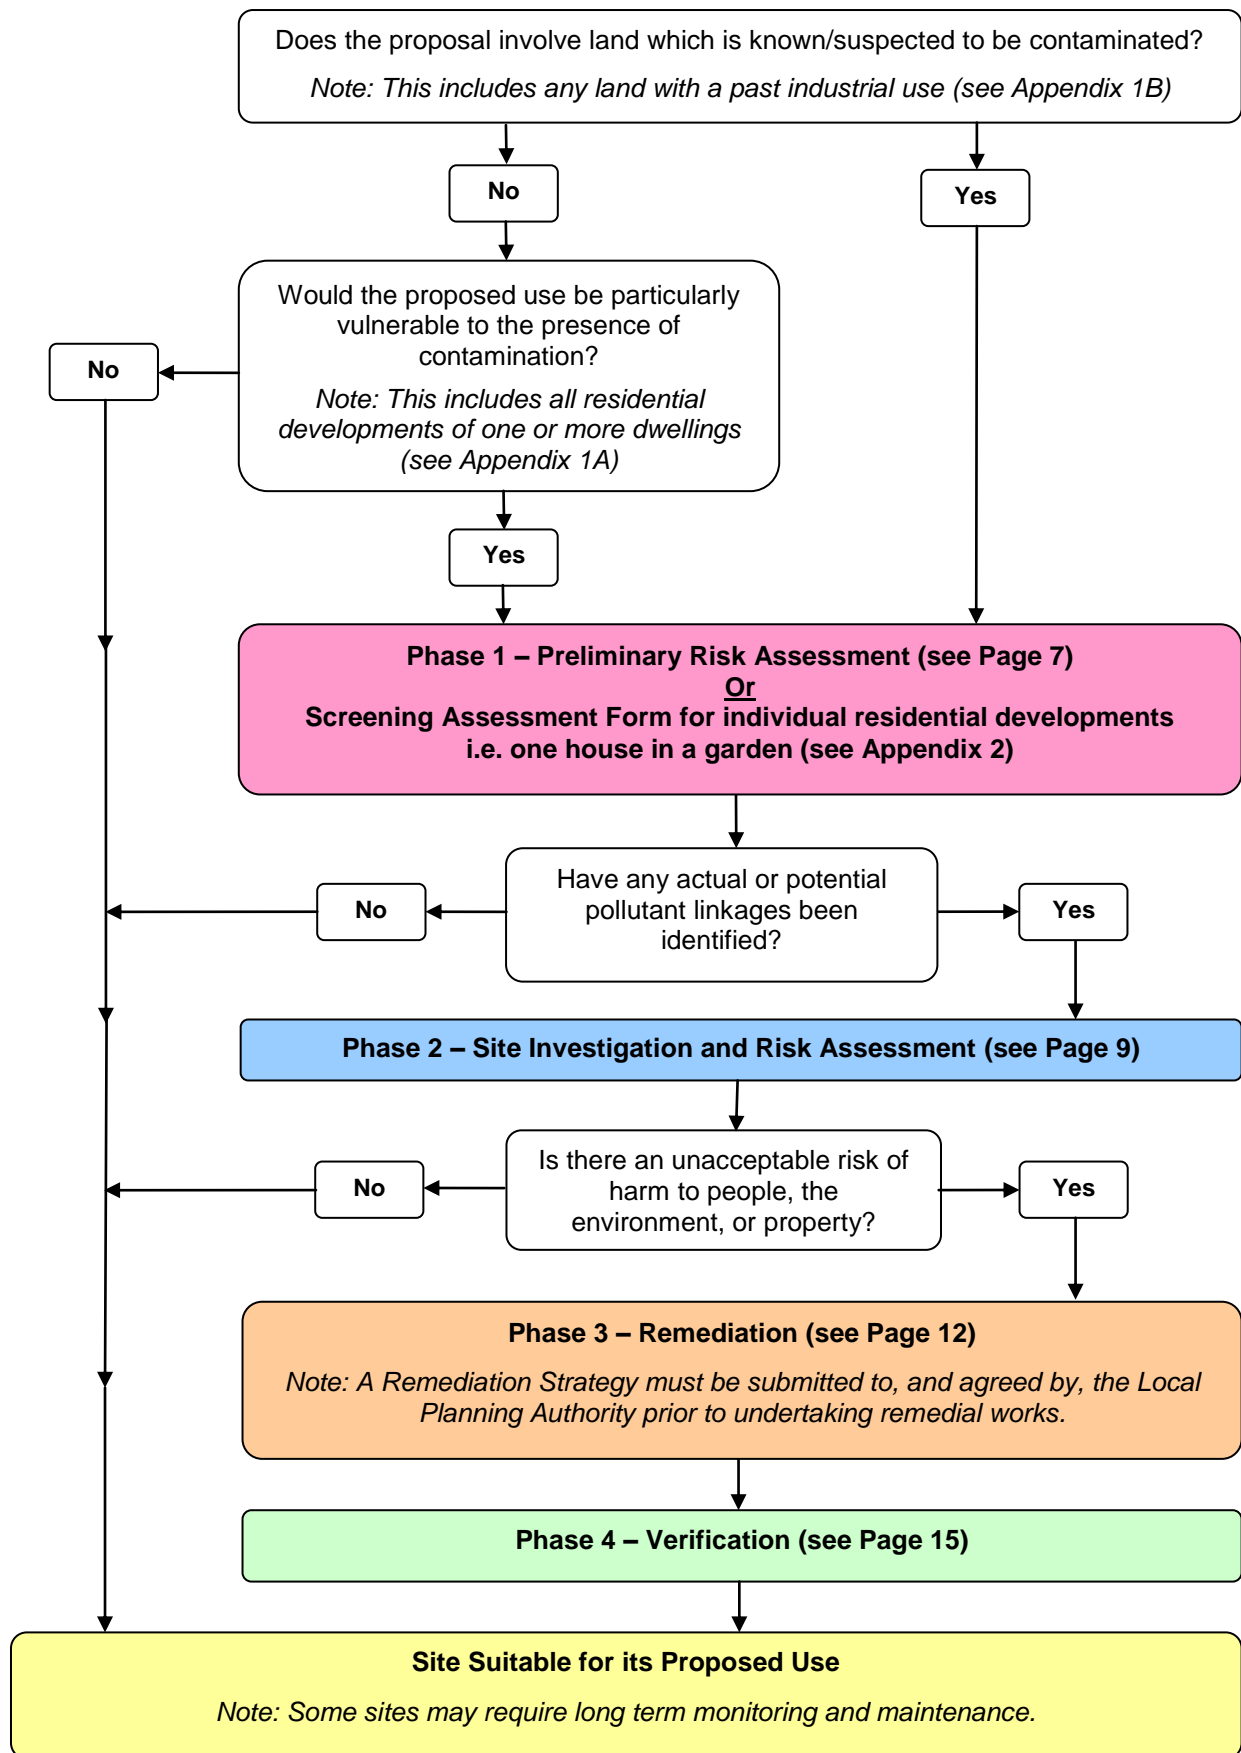 Does the proposal involve land which is known/suspected to be contaminated?
Note: This includes any land with a past industrial use (see Appendix 1B)
No
Yes
Would the proposed use be particularly
vulnerable to the presence of
contamination?
Note: This includes all residential
developments of one or more dwellings
(see Appendix 1A)
No
Yes
Phase 1 – Preliminary Risk Assessment (see Page 7)
Or
Screening Assessment Form for individual residential developments
i.e. one house in a garden (see Appendix 2)
Have any actual or potential
pollutant linkages been
identified?
No
Yes
Phase 2 – Site Investigation and Risk Assessment (see Page 9)
Is there an unacceptable risk of
harm to people, the
environment, or property?
No
Yes
Phase 3 – Remediation (see Page 12)
Note: A Remediation Strategy must be submitted to, and agreed by, the Local
Planning Authority prior to undertaking remedial works.
Phase 4 – Verification (see Page 15)
Site Suitable for its Proposed Use
Note: Some sites may require long term monitoring and maintenance.